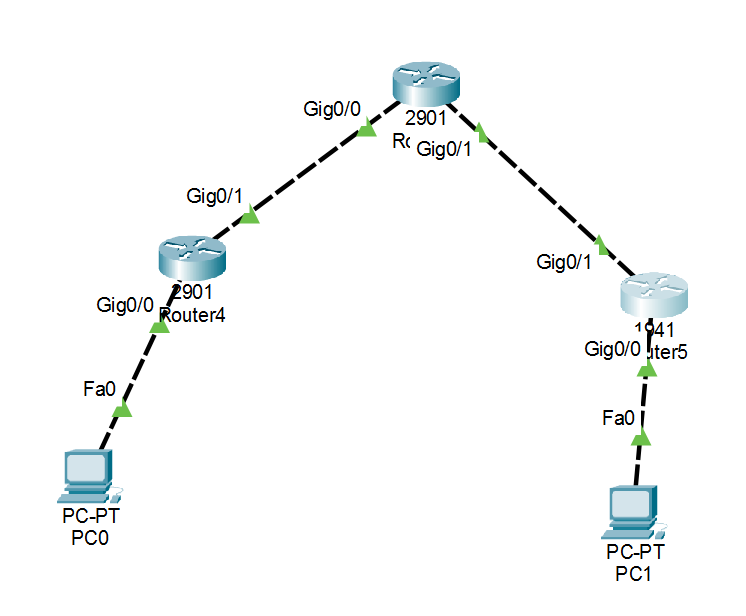 Gig0/0
2901
Gig0/1
Gig0/1
Gig0/1
2901
Gig0/0
Router4
1941
Gig0/0
Fa0
Fa0
PC-PT
PC0
PC-PT
PC1